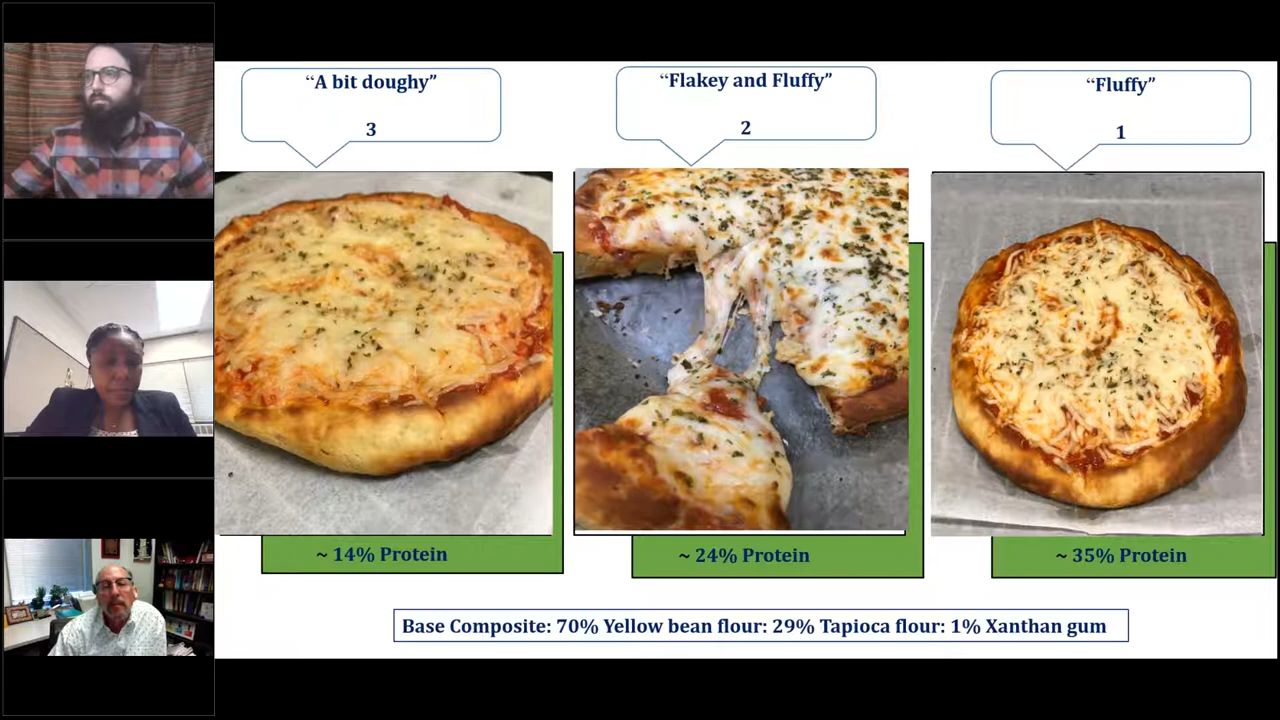 “A bit doughy”
3
“Flakey and Fluffy”
2
“Fluffy”
1
~ 14% Protein
~ 24% Protein
~ 35% Protein
Base Composite: 70% Yellow bean flour: 29% Tapioca flour: 1% Xanthan gum